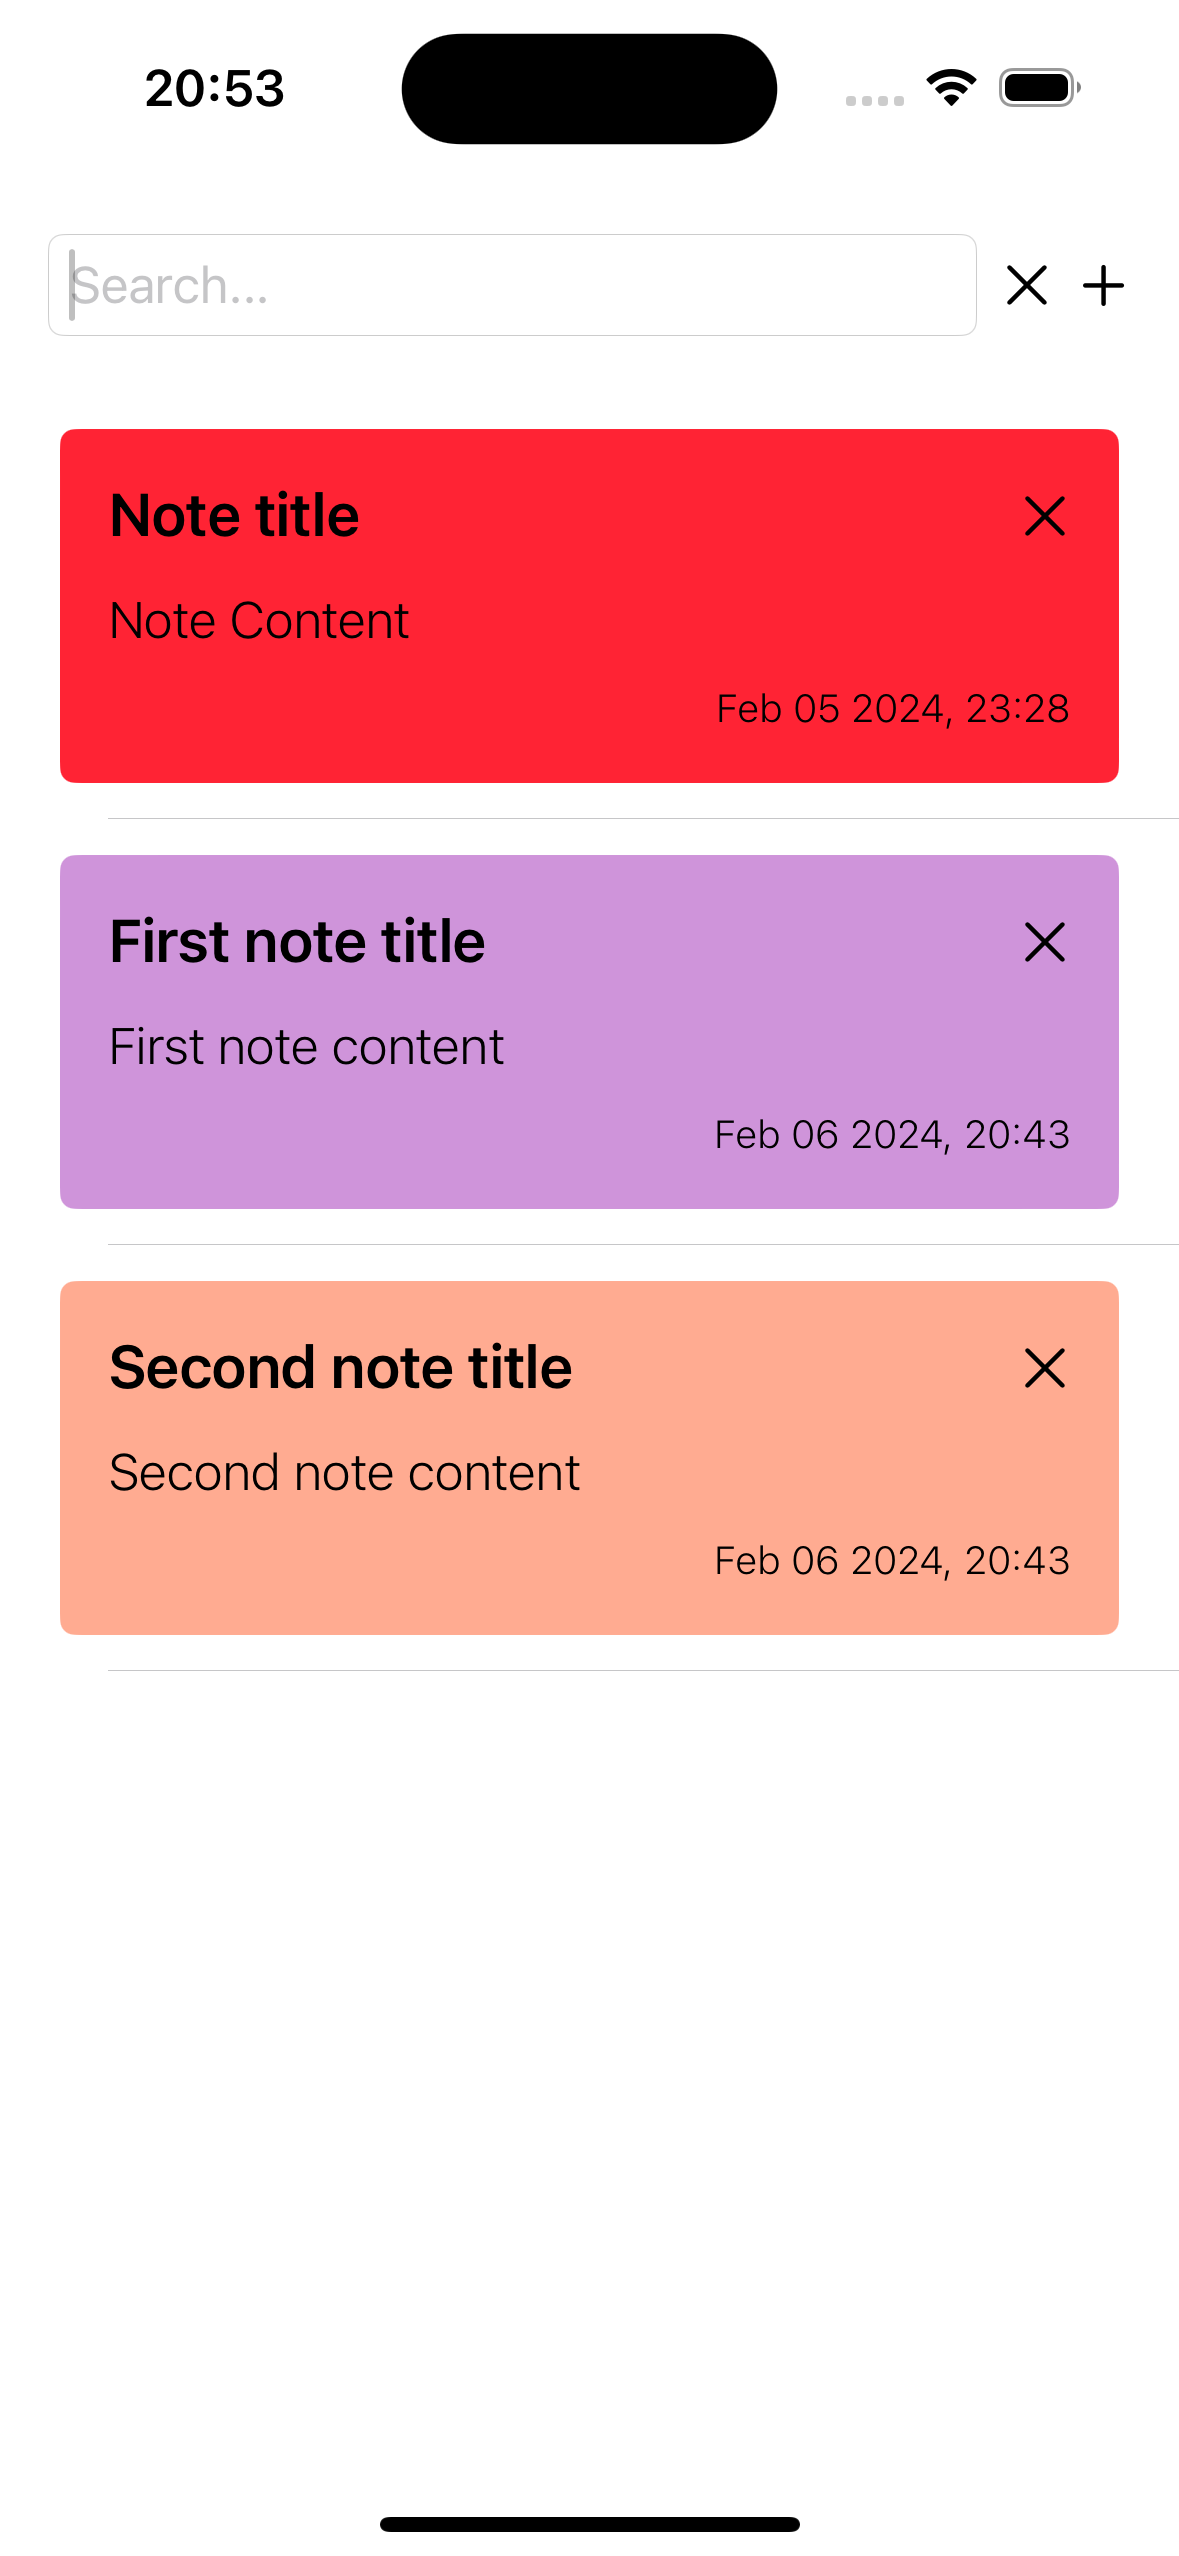 20:53
Search...
Note title
Note Content
Feb 05 2024, 23:28
First note title
First note content
Feb 06 2024, 20:43
Second note title
Second note content
Feb 06 2024, 20:43